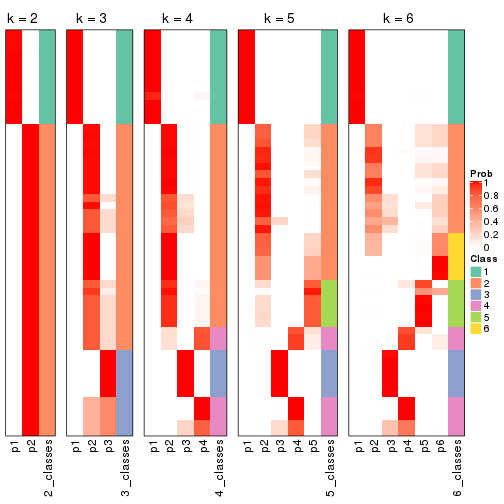 k = 2
k = 3
k = 4
k = 5
k = 6
p1
p2
2_classes
p1
p2
p3
3_classes
p1
p2
p3
p4
4_classes
p1
p2
p3
p4
p5
5_classes
p1
p2
p3
p4
p5
p6
6_classes
Prob
1
0.8
0.6
0.4
0.2
0
Class
1
2
3
4
5
6